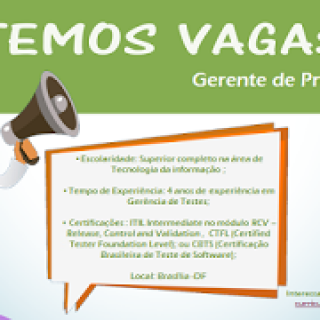 TEMOS VAGAS
Gerente de Pr
• Escolaridade: Superior completo na área de
Tecnologia da informação ;
• Tempo de Experiência: 4 anos de experiência em
Gerência de Testes;
• Certificações : ITIL Intermediate no módulo RCV –
Release, Control and Validation , CTFL (Certified
Tester Foundation Level); ou CBTS (Certificação
Brasileira de Teste de Software);
Local: Brasília -DF